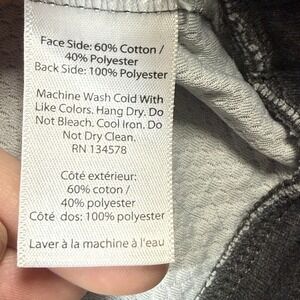 Face Side: 60% Cotton /
40% Polyester
Back Side: 100% Polyester
Machine Wash Cold With
Like Colors. Hang Dry. Do
Not Bleach. Cool Iron. Do
Not Dry Clean.
RN 134578
Côté extérieur:
60% coton /
40% polyester
Côté dos: 100% polyester
Laver à la machine à l'eau